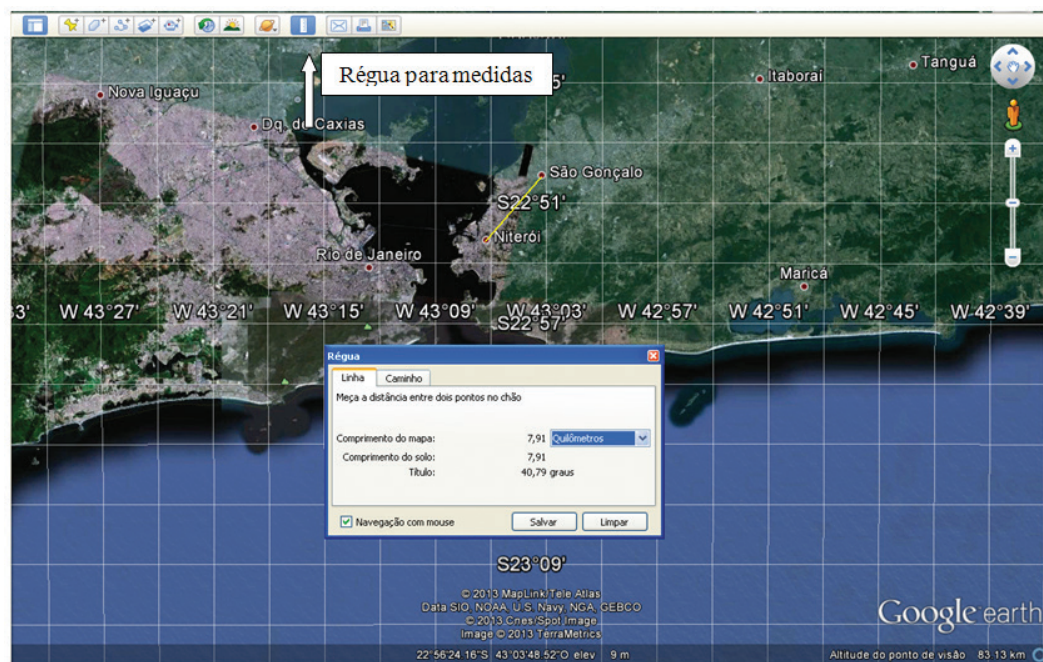 Régua para medidas
5'
Tanguá
Itaboraí
Nova Iguaçu
Dq. de Caxias
São Gonçalo
S22°51'
Niterói
Rio de Janeiro
Maricá
3' W 43°27' W 43°21' W 43°15' W 43°09' W 43°03' W 42°57' W 42°51' W 42°45' W 42°39'
S22°57'
Régua
Linha Caminho
Meça a distância entre dois pontos no chão
Comprimento do mapa: 7,91 Quilômetros
Comprimento do solo: 7,91
Título: 40,79 graus
Navegação com mouse Salvar Limpar
S23°09'
© 2013 MapLink/Tele Atlas
Data SIO, NOAA, U.S. Navy, NGA, GEBCO
© 2013 Cnes/Spot Image
Image © 2013 TerraMetrics
Google earth
22°56'24.16"S 43°03'48.52"O elev 9 m Altitude do ponto de visão 83.13 km